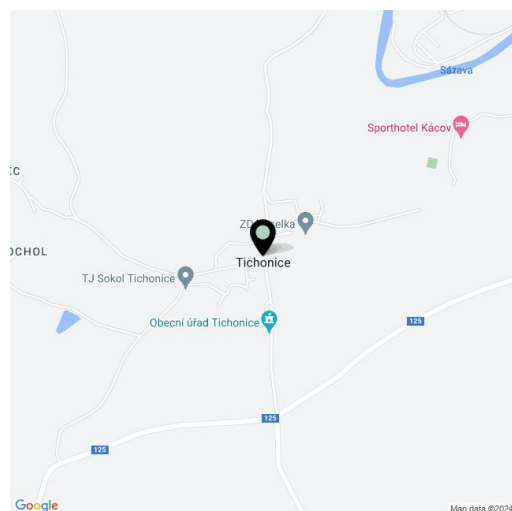 Sázava
Sporthotel Kácov
EC
ZD
elka
OCHOL
Tichonice
TJ Sokol Tichonice
Obecní úřad Tichonice
125
125
125
Google
Map data ©2024